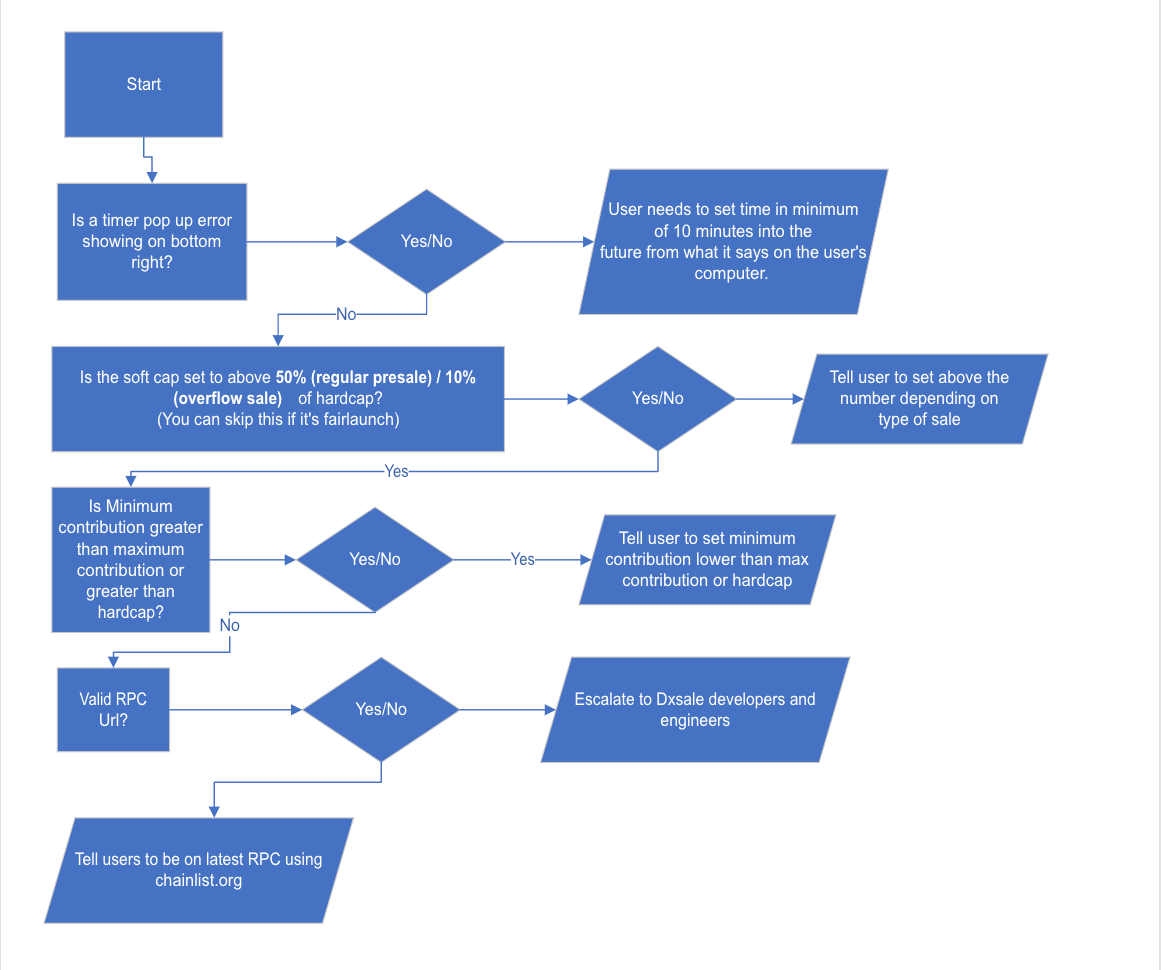 Start
Is a timer pop up error
showing on bottom
right?
Yes/No
User needs to set time in minimum
of 10 minutes into the
future from what it says on the user's
computer.
No
Is the soft cap set to above 50% (regular presale) / 10%
(overflow sale) of hardcap?
(You can skip this if it's fairlaunch)
Yes/No
Tell user to set above the
number depending on
type of sale
Yes
Is Minimum
contribution greater
than maximum
contribution or
greater than
hardcap?
Yes/No
Yes
Tell user to set minimum
contribution lower than max
contribution or hardcap
No
Valid RPC
Url?
Yes/No
Escalate to Dxsale developers and
engineers
Tell users to be on latest RPC using
chainlist.org